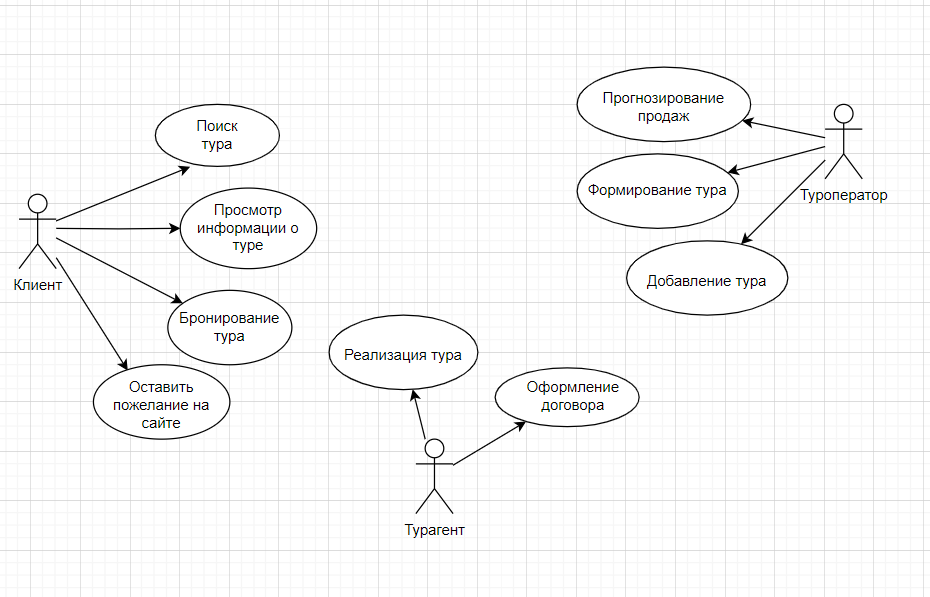 Поиск
тура
Просмотр
информации о
туре
Клиент
Бронирование
тура
Оставить
пожелание на
сайте
Прогнозирование
продаж
Формирование тура
Туроператор
Добавление тура
Реализация тура
Оформление
договора
Турагент